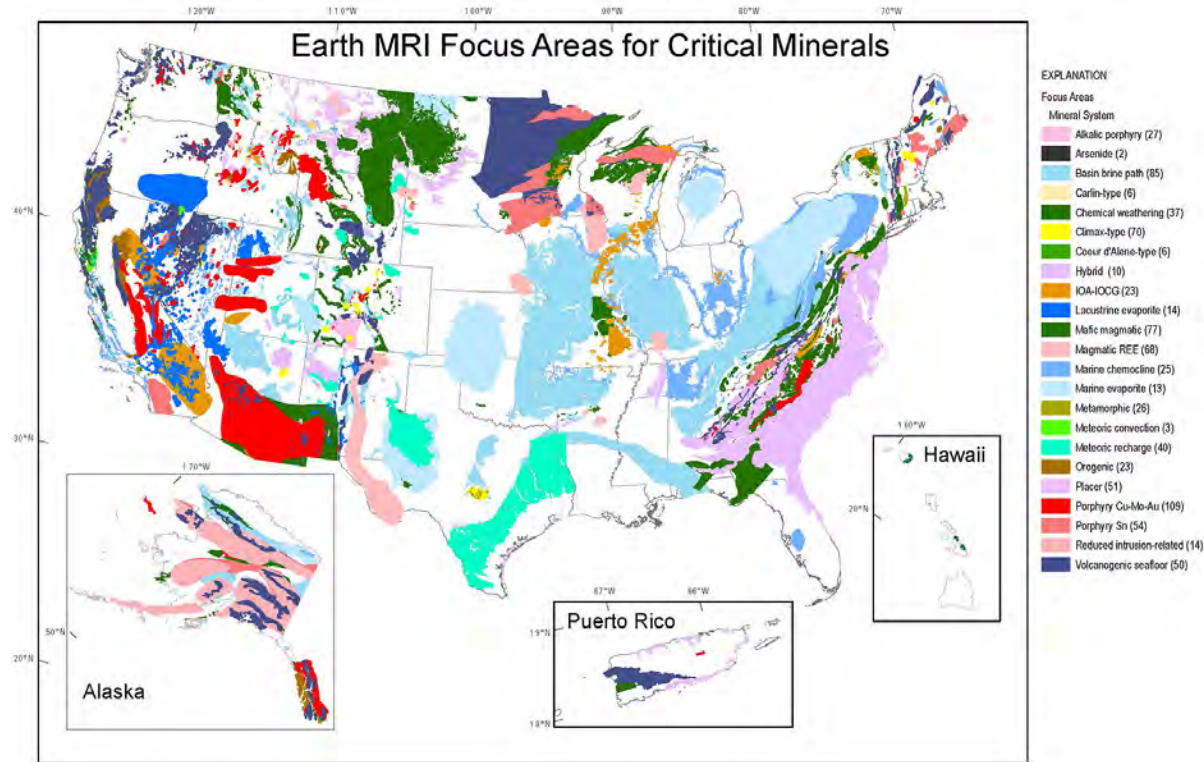 120°W 110°W 100°W 90°W 80°W 70°W
Earth MRI Focus Areas for Critical Minerals
40°N
30°N
20°N
170°W
50°N
Alaska
67°W 66°W
Puerto Rico
19°N
18°N
Hawaii
20°N
EXPLANATION
Focus Areas
Mineral System
Alkalic porphyry (27)
Arsenide (2)
Basin brine path (85)
Carlin-type (6)
Chemical weathering (37)
Climax-type (70)
Coeur d'Alene-type (6)
Hybrid (10)
IOA-IOCG (23)
Lacustrine evaporite (14)
Mafic magmatic (77)
Magmatic REE (68)
Marine chemocline (25)
Marine evaporite (13)
Metamorphic (26)
Meteoric convection (3)
Meteoric recharge (40)
Orogenic (23)
Placer (51)
Porphyry Cu-Mo-Au (109)
Porphyry Sn (54)
Reduced intrusion-related (14)
Volcanogenic seafloor (50)